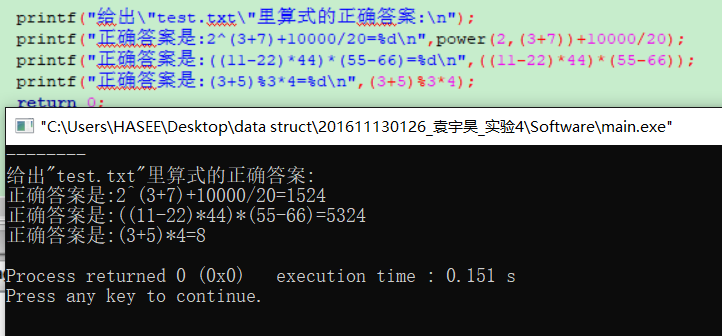 printf("给出\"test.txt\"里算式的正确答案:\n");
printf("正确答案是:2^(3+7)+10000/20=%d\n",power(2,(3+7))+10000/20);
printf("正确答案是:((11-22)*44)*(55-66)=%d\n",((11-22)*44)*(55-66));
printf("正确答案是:(3+5)%3*4=%d\n",(3+5)%3*4);
return 0;
"C:\Users\HASEE\Desktop\data struct\201611130126_袁宇昊_实验4\Software\main.exe"
--------
给出"test.txt"里算式的正确答案:
正确答案是:2^(3+7)+10000/20=1524
正确答案是:((11-22)*44)*(55-66)=5324
正确答案是:(3+5)*4=8
Process returned 0 (0x0)   execution time : 0.151 s
Press any key to continue.